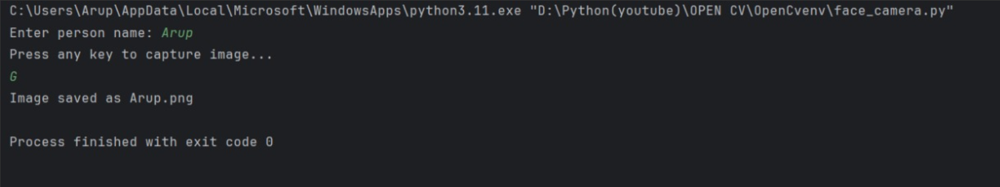 C:\Users\Arup\AppData\Local\Microsoft\WindowsApps\python3.11.exe "D:\Python(youtube)\OPEN CV\OpenCvenv\face_camera.py"
Enter person name: Arup
Press any key to capture image...
G
Image saved as Arup.png
Process finished with exit code 0